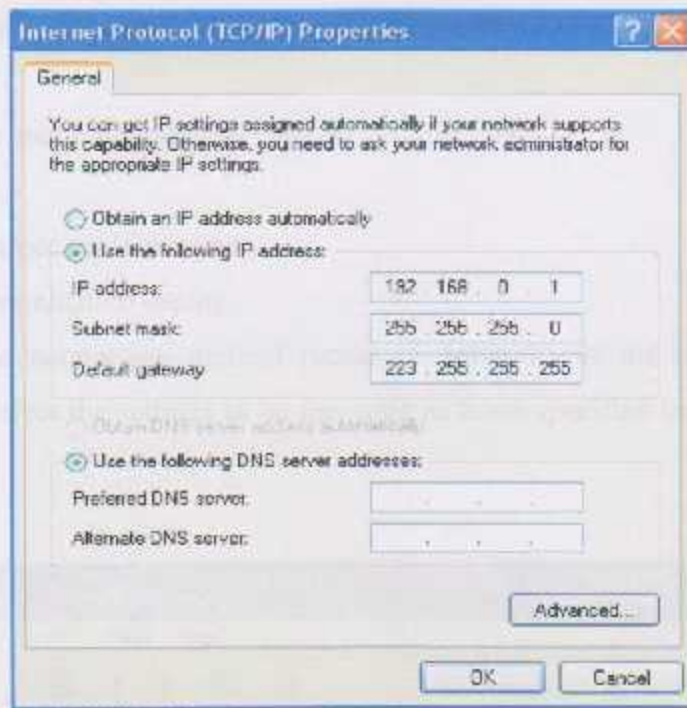 Internet Protocol (TCP/IP) Properties
General
You can get IP settings assigned automatically if your network supports
this capability. Otherwise, you need to ask your network administrator for
the appropriate IP settings.
Obtain an IP address automatically
Use the following IP address:
IP address: 192 . 168 . 0 . 1
Subnet mask: 255 . 255 . 255 . 0
Default gateway 223 . 255 . 255 . 255
Obtain DNS server address automatically
Use the following DNS server addresses:
Preferred DNS server:
Alternate DNS server:
Advanced...
OK Cancel